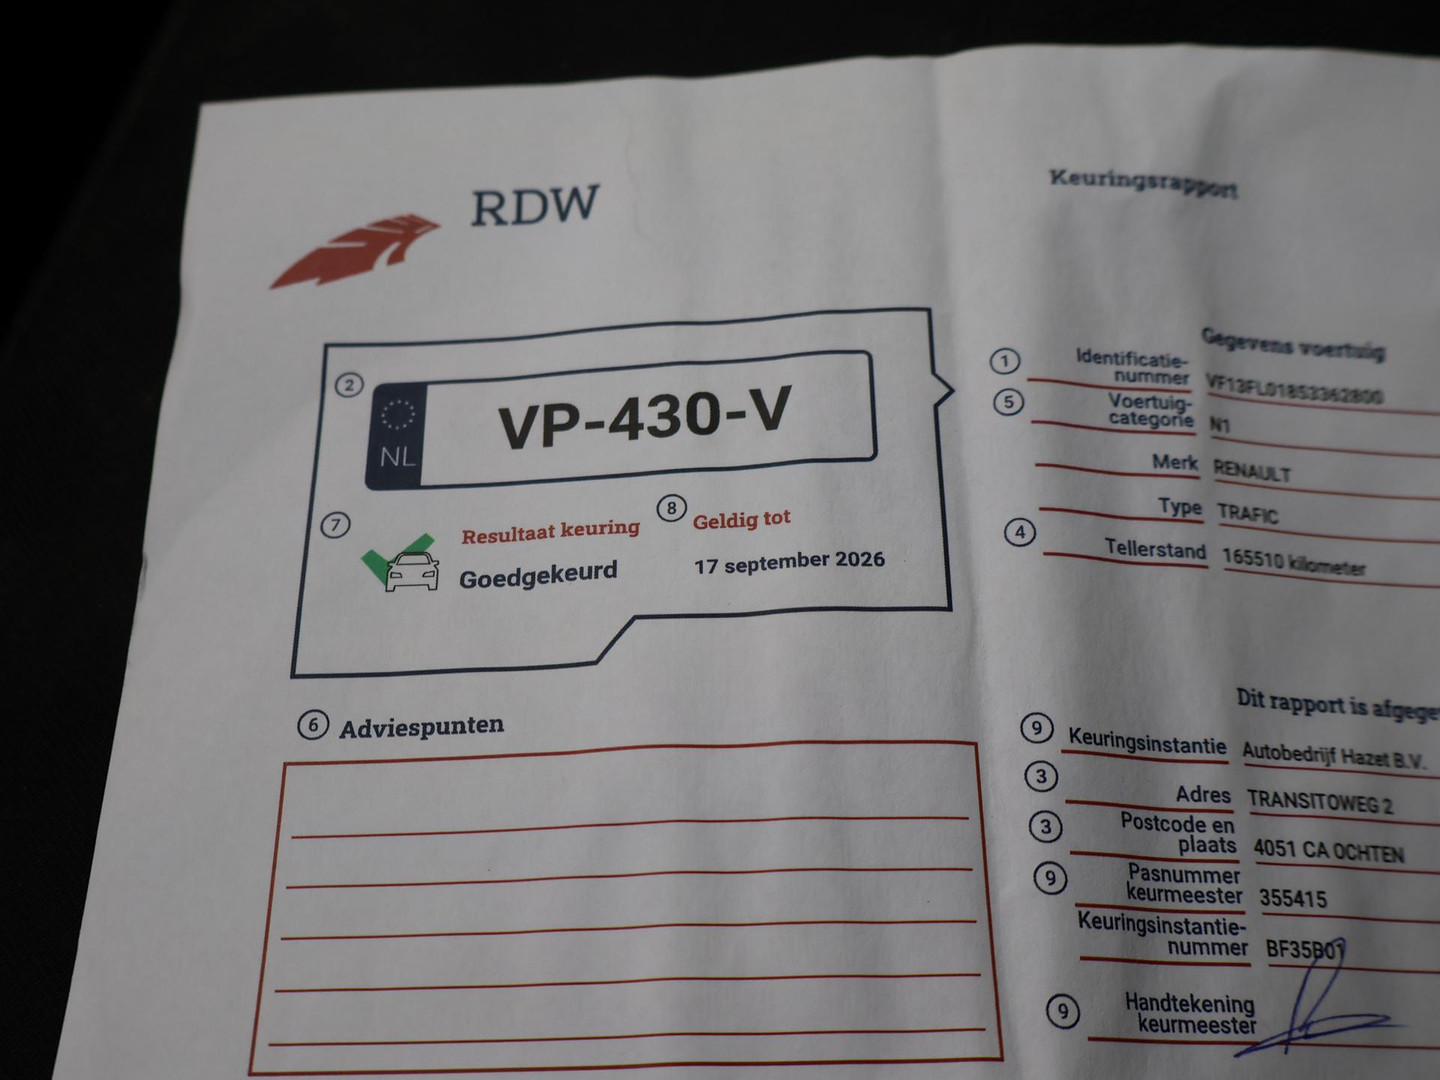 RDW
Keuringsrapport
2
NL
VP-430-V
7
Resultaat keuring
Goedgekeurd
8
Geldig tot
17 september 2026
6 Adviespunten
Gegevens voertuig
1 Identificatie-
nummer VF13FL01853362800
5 Voertuig-
categorie N1
Merk RENAULT
Type TRAFIC
4 Tellerstand 165510 kilometer
Dit rapport is afgege
9 Keuringsinstantie Autobedrijf Hazet B.V.
3 Adres TRANSITOWEG 2
3 Postcode en
plaats 4051 CA OCHTEN
9 Pasnummer
keurmeester 355415
Keuringsinstantie-
nummer BF35B01
9 Handtekening
keurmeester